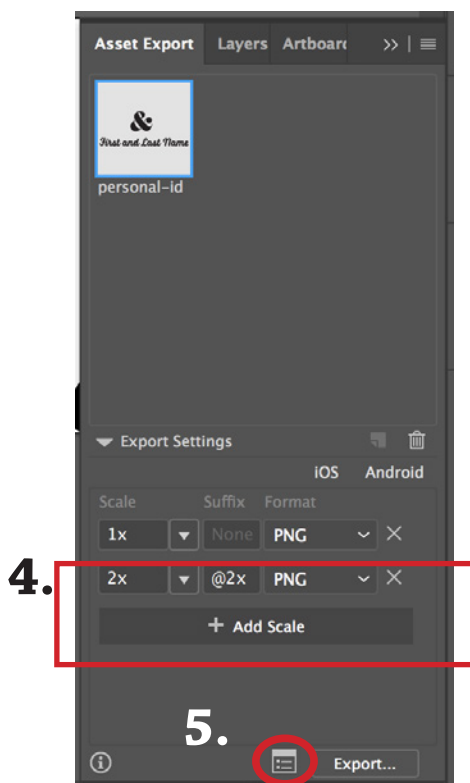 Asset Export Layers Artboar
&
First and Last Name
personal-id
Export Settings
iOS Android
Scale Suffix Format
1x None PNG
4.
2x @2x PNG
+ Add Scale
5.
Export...